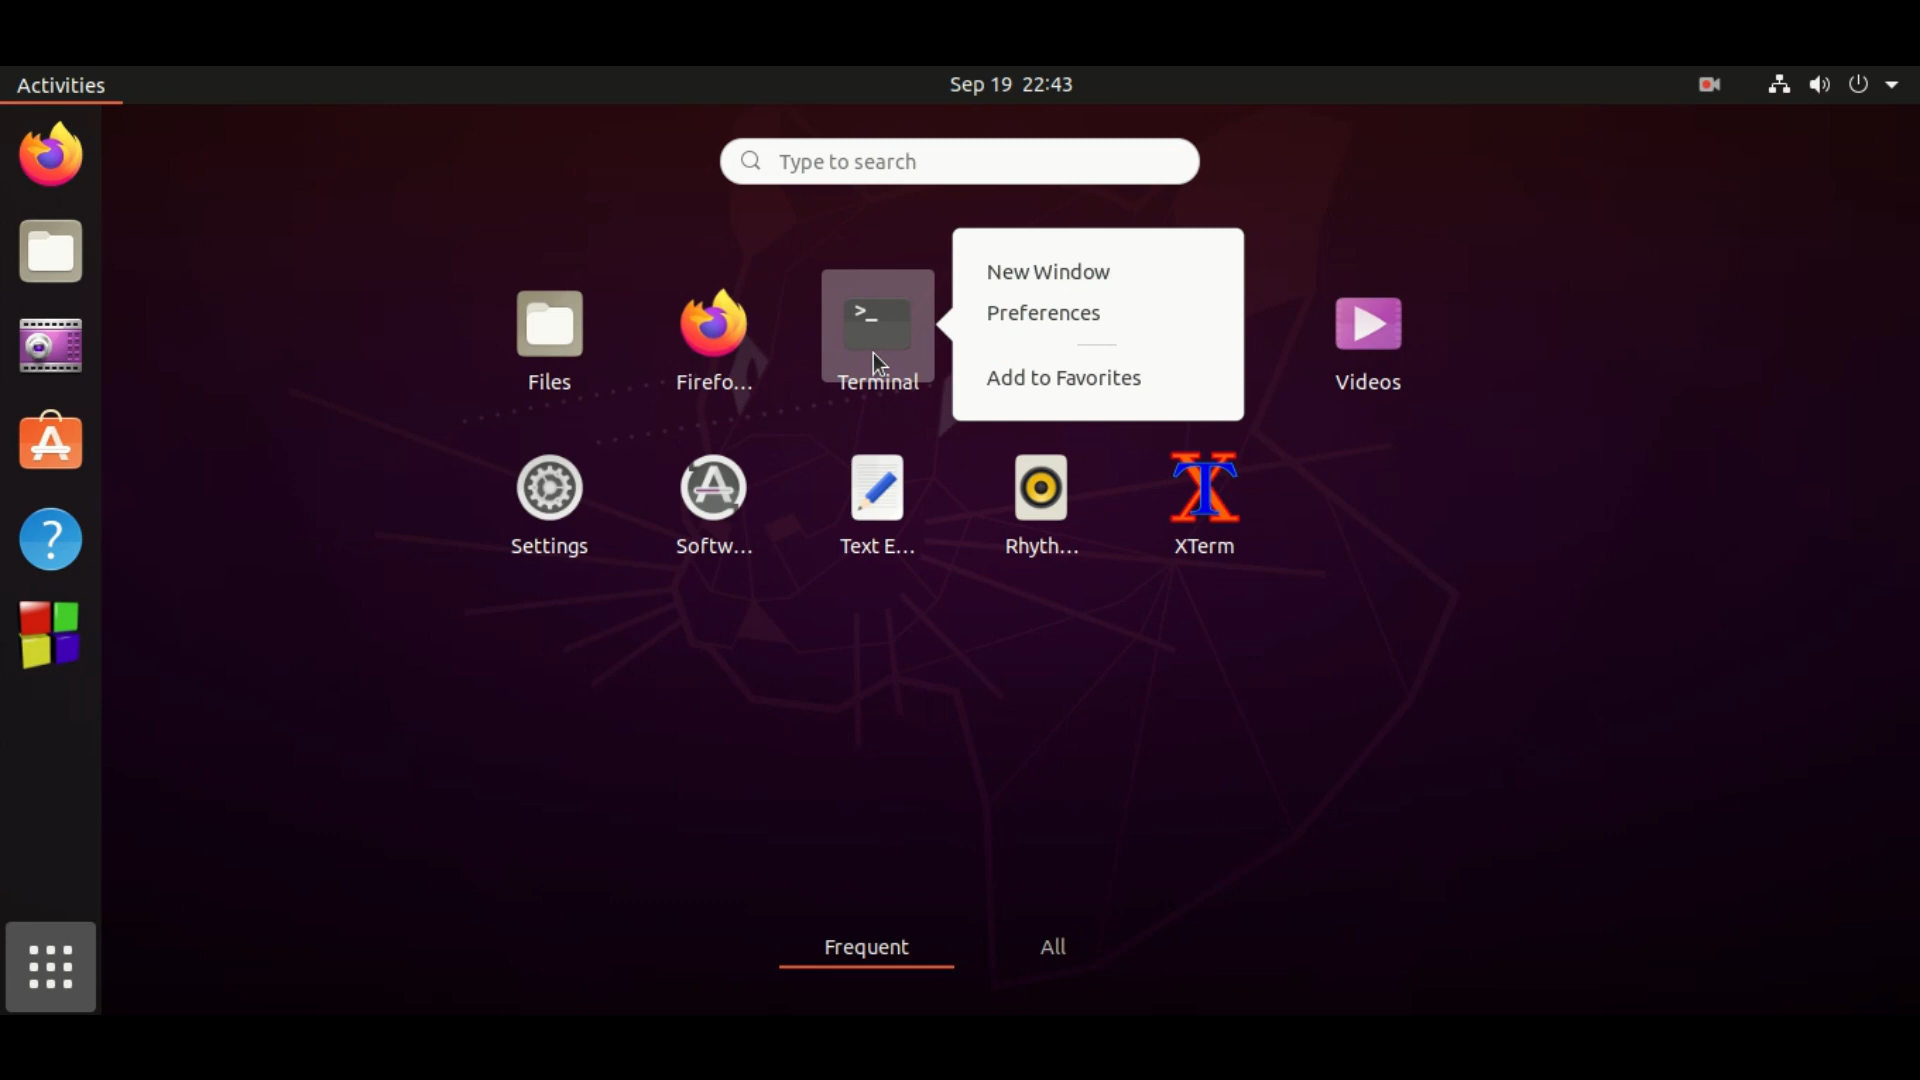 Activities
Sep 19 22:43
Type to search
New Window
Preferences
Add to Favorites
Files
Firefo...
>_
Terminal
Videos
Settings
Softw...
Text E...
Rhyth...
XTerm
Frequent
All